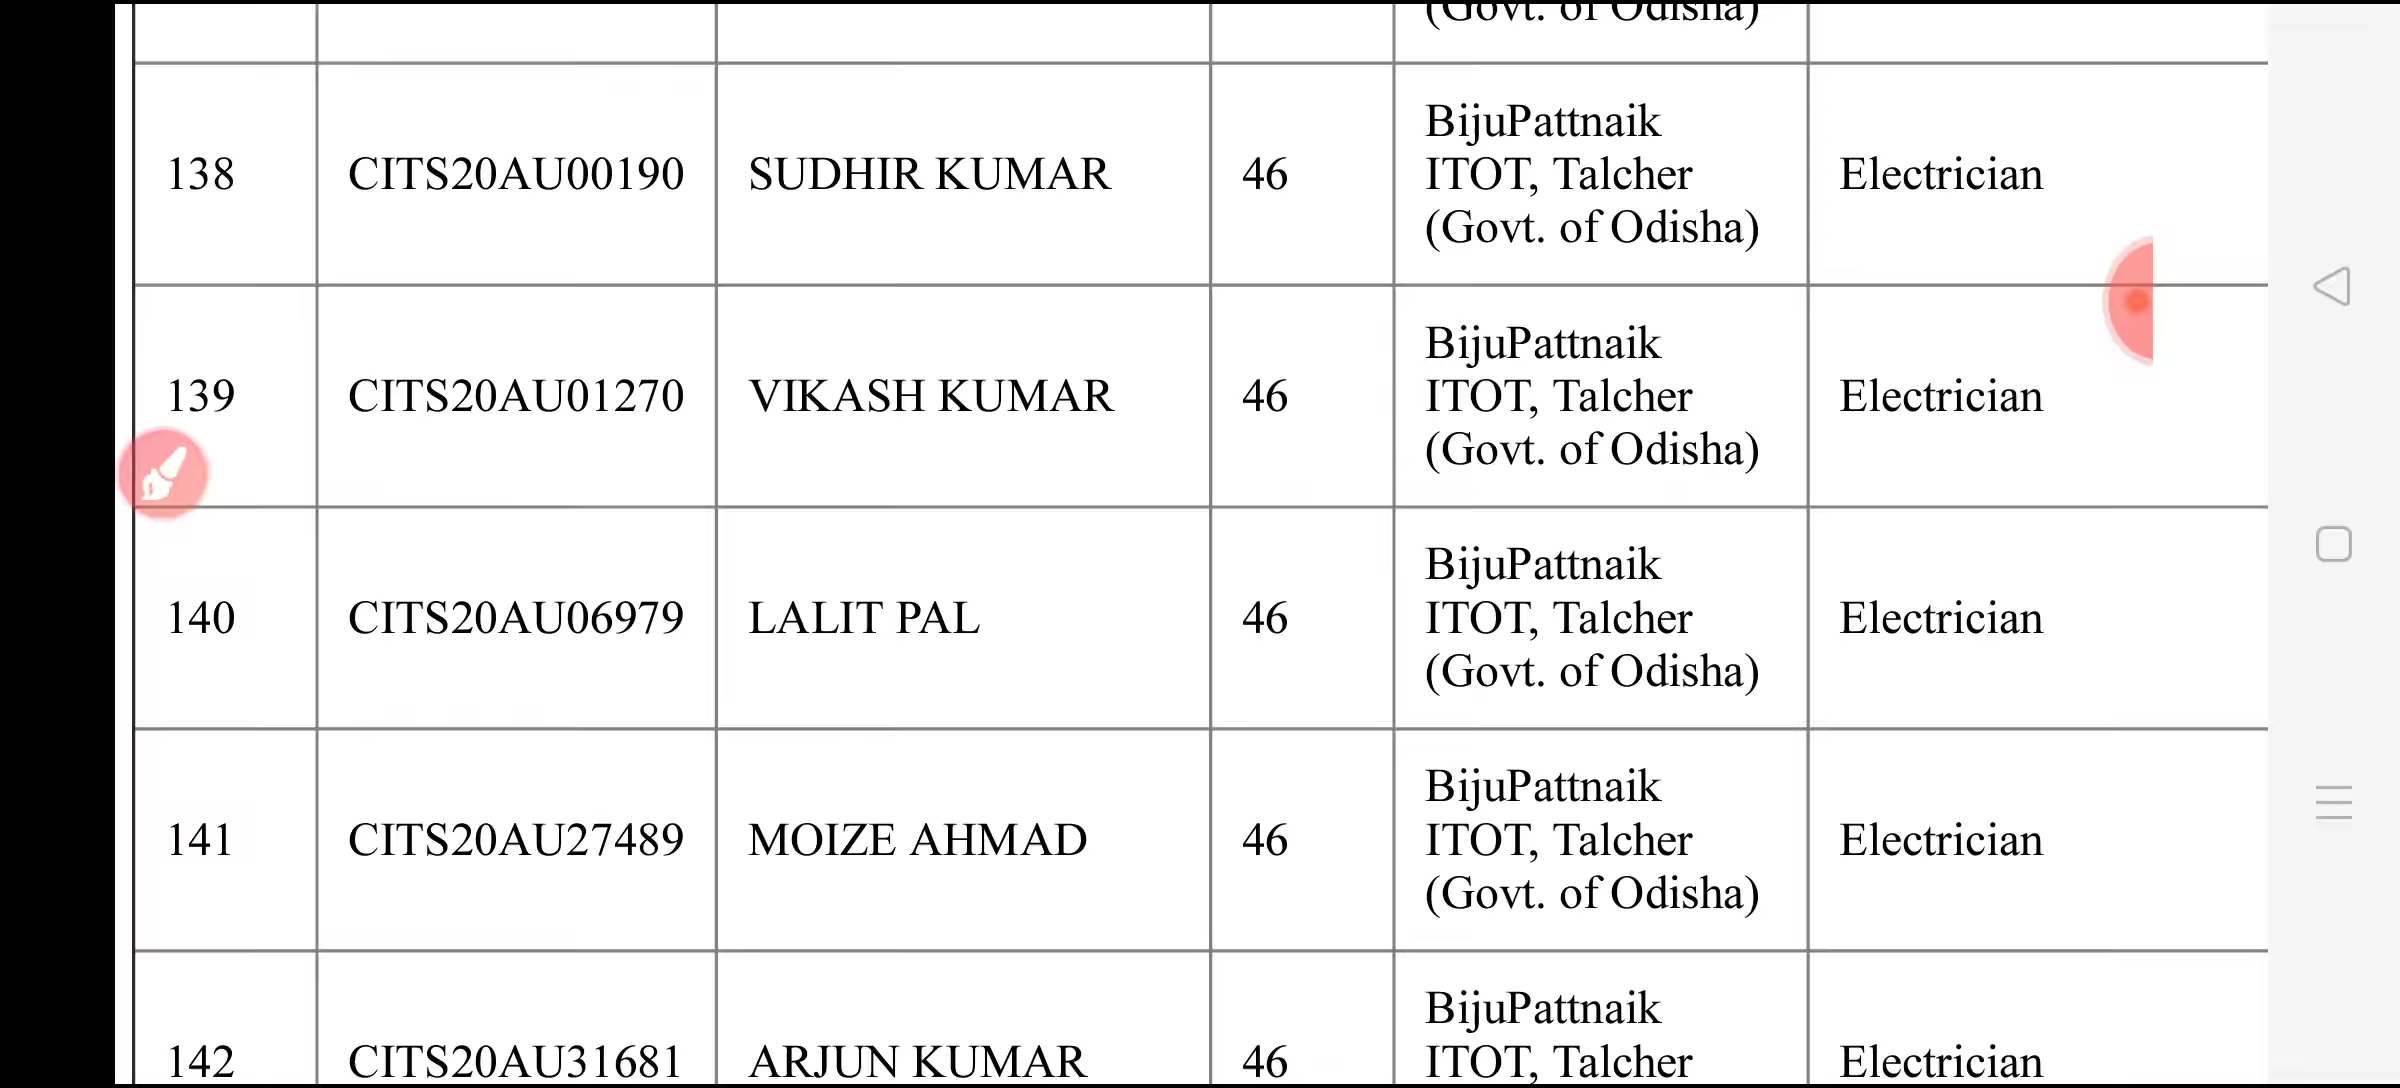 (Govt. of Odisha)
138 CITS20AU00190 SUDHIR KUMAR 46 BijuPattnaik
ITOT, Talcher
(Govt. of Odisha) Electrician
139 CITS20AU01270 VIKASH KUMAR 46 BijuPattnaik
ITOT, Talcher
(Govt. of Odisha) Electrician
140 CITS20AU06979 LALIT PAL 46 BijuPattnaik
ITOT, Talcher
(Govt. of Odisha) Electrician
141 CITS20AU27489 MOIZE AHMAD 46 BijuPattnaik
ITOT, Talcher
(Govt. of Odisha) Electrician
142 CITS20AU31681 ARJUN KUMAR 46 BijuPattnaik
ITOT, Talcher Electrician